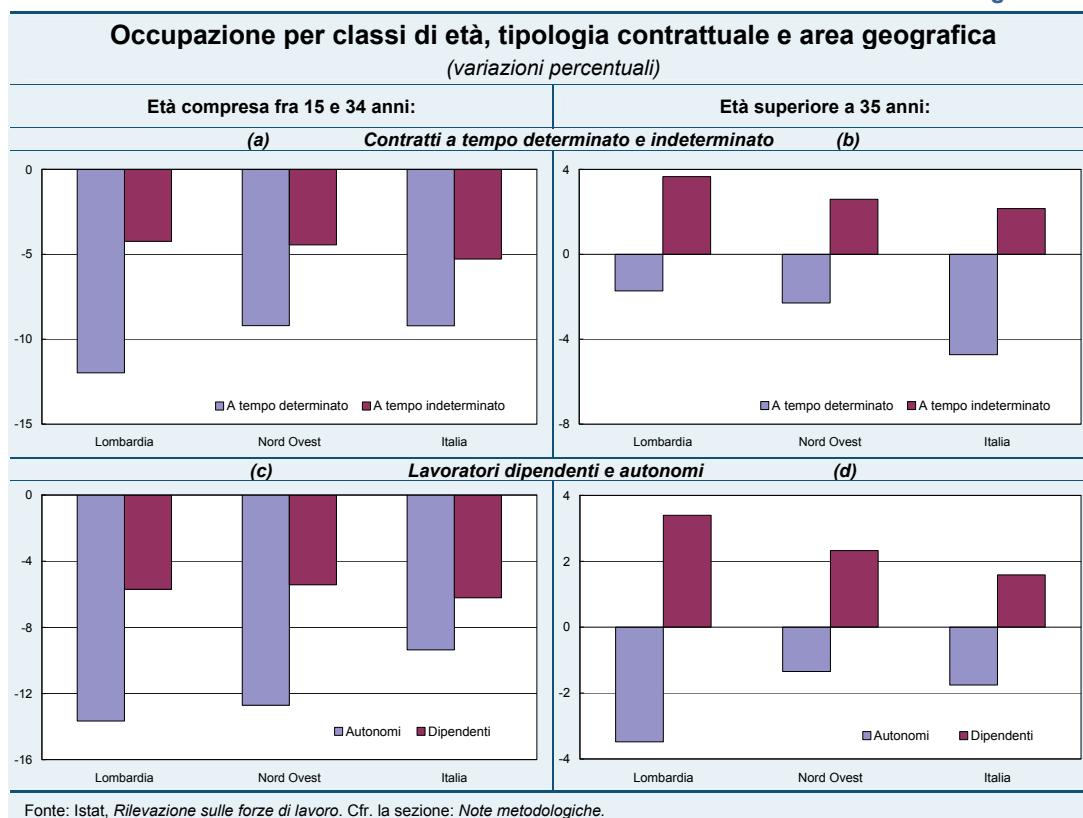 Occupazione per classi di età, tipologia contrattuale e area geografica
(variazioni percentuali)
Età compresa fra 15 e 34 anni:
Età superiore a 35 anni:
(a) Contratti a tempo determinato e indeterminato (b)
0
-5
-10
-15
A tempo determinato A tempo indeterminato
Lombardia Nord Ovest Italia
4
0
-4
-8
A tempo determinato A tempo indeterminato
Lombardia Nord Ovest Italia
(c) Lavoratori dipendenti e autonomi (d)
0
-4
-8
-12
-16
Autonomi Dipendenti
Lombardia Nord Ovest Italia
4
2
0
-2
-4
Autonomi Dipendenti
Lombardia Nord Ovest Italia
Fonte: Istat, Rilevazione sulle forze di lavoro. Cfr. la sezione: Note metodologiche.